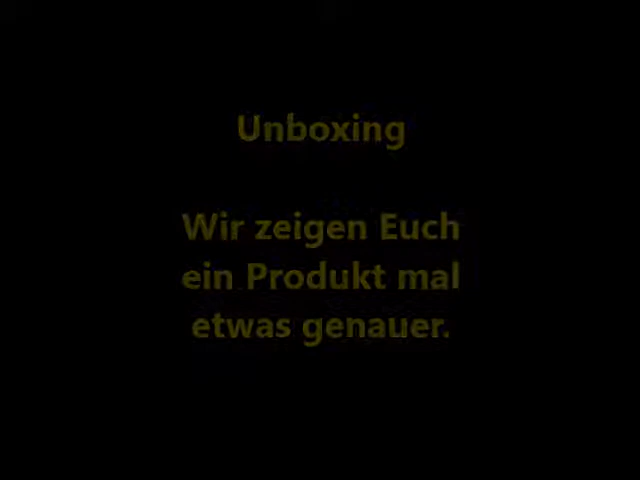 Unboxing
Wir zeigen Euch
ein Produkt mal
etwas genauer.